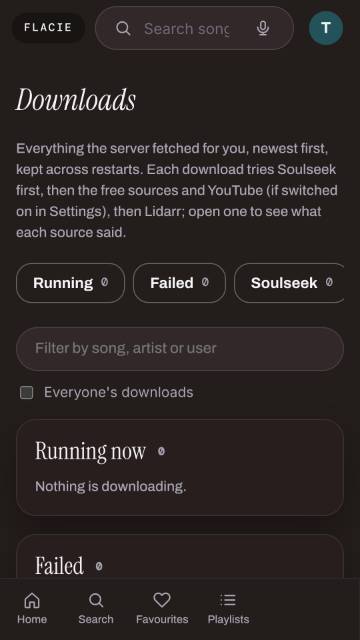 FLACIE
Search song
T
Downloads
Everything the server fetched for you, newest first,
kept across restarts. Each download tries Soulseek
first, then the free sources and YouTube (if switched
on in Settings), then Lidarr; open one to see what
each source said.
Running 0
Failed 0
Soulseek 0
Filter by song, artist or user
Everyone's downloads
Running now 0
Nothing is downloading.
Failed 0
Home
Search
Favourites
Playlists